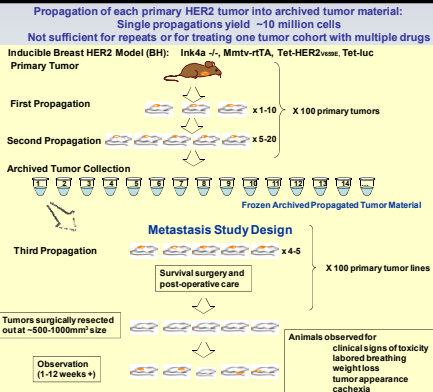 Propagation of each primary HER2 tumor into archived tumor material:
Single propagations yield ~10 million cells
Not sufficient for repeats or for treating one tumor cohort with multiple drugs
Inducible Breast HER2 Model (BH): Ink4a -/-, Mmtv-rtTA, Tet-HER2V659E, Tet-luc
Primary Tumor
First Propagation
x 1-10
X 100 primary tumors
Second Propagation
x 5-20
Archived Tumor Collection
1 2 3 4 5 6 7 8 9 10 11 12 13 14 ...
Frozen Archived Propagated Tumor Material
Metastasis Study Design
Third Propagation
x 4-5
Survival surgery and
post-operative care
X 100 primary tumor lines
Tumors surgically resected
out at ~500-1000mm³ size
Observation
(1-12 weeks +)
Animals observed for
clinical signs of toxicity
labored breathing
weight loss
tumor appearance
cachexia